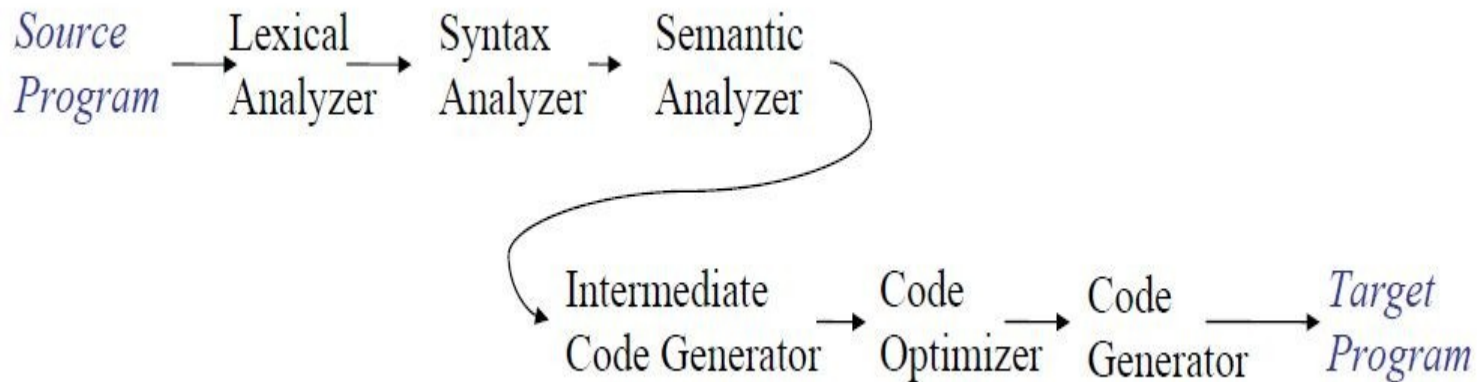 Source Program
Lexical Analyzer
Syntax Analyzer
Semantic Analyzer
Intermediate Code Generator
Code Optimizer
Code Generator
Target Program